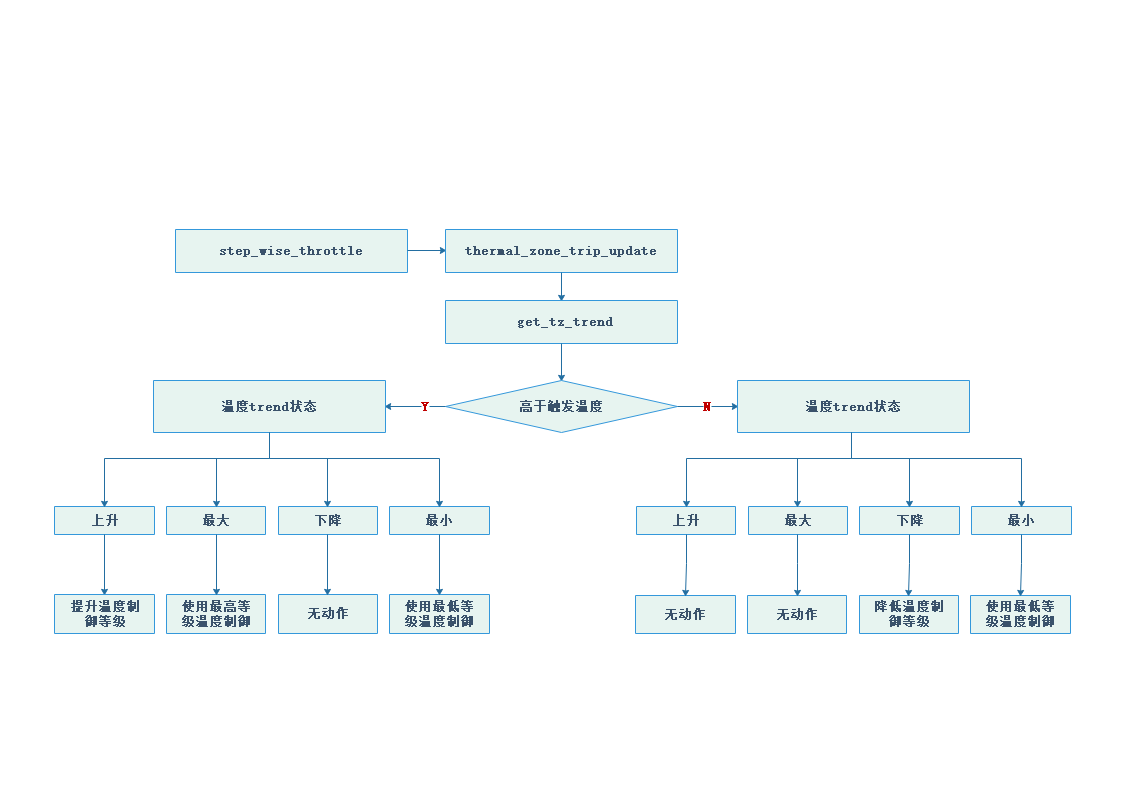 step_wise_throttle
thermal_zone_trip_update
get_tz_trend
温度trend状态
Y
高于触发温度
N
温度trend状态
上升
最大
下降
最小
上升
最大
下降
最小
提升温度制
御等级
使用最高等
级温度制御
无动作
使用最低等
级温度制御
无动作
无动作
降低温度制
御等级
使用最低等
级温度制御